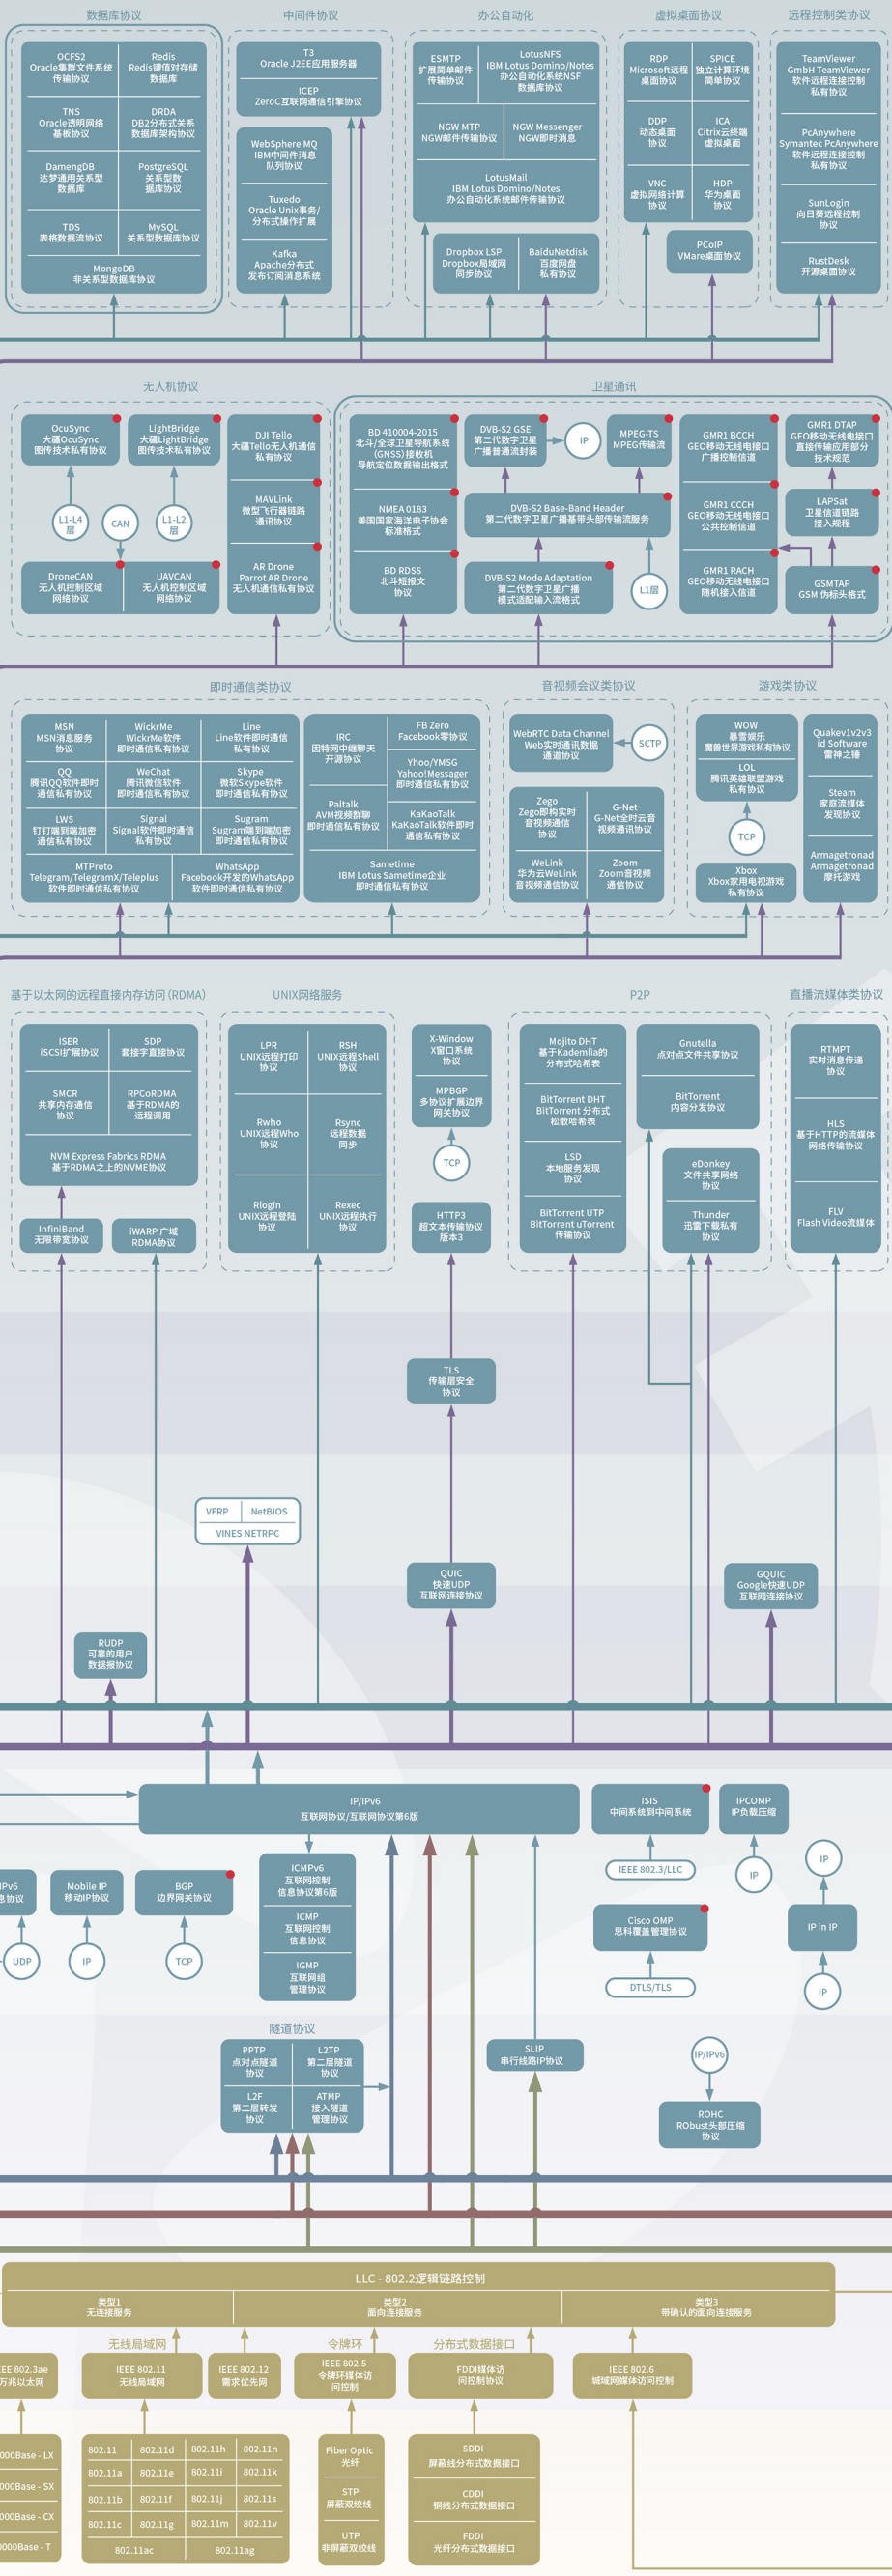 数据库协议
OCFS2
Oracle集群文件系统
传输协议
Redis
Redis键值对存储
数据库
TNS
Oracle透明网络
基板协议
DRDA
DB2分布式关系
数据库架构协议
DamengDB
达梦通用关系型
数据库
PostgreSQL
关系型数
据库协议
TDS
表格数据流协议
MySQL
关系型数据库协议
MongoDB
非关系型数据库协议
中间件协议
T3
Oracle J2EE应用服务器
ICEP
ZeroC互联网通信引擎协议
WebSphere MQ
IBM中间件消息
队列协议
Tuxedo
Oracle Unix事务/
分布式操作扩展
Kafka
Apache分布式
发布订阅消息系统
办公自动化
ESMTP
扩展简单邮件
传输协议
LotusNFS
IBM Lotus Domino/Notes
办公自动化系统NSF
数据库协议
NGW MTP
NGW邮件传输协议
NGW Messenger
NGW即时消息
LotusMail
IBM Lotus Domino/Notes
办公自动化系统邮件传输协议
Dropbox LSP
Dropbox局域网
同步协议
BaiduNetdisk
百度网盘
私有协议
虚拟桌面协议
RDP
Microsoft远程
桌面协议
SPICE
独立计算环境
简单协议
DDP
动态桌面
协议
ICA
Citrix云终端
虚拟桌面
VNC
虚拟网络计算
协议
HDP
华为桌面
协议
PCoIP
VMare桌面协议
远程控制类协议
TeamViewer
GmbH TeamViewer
软件远程连接控制
私有协议
PcAnywhere
Symantec PcAnywhere
软件远程连接控制
私有协议
SunLogin
向日葵远程控制
协议
RustDesk
开源桌面协议
无人机协议
OcuSync
大疆OcuSync
图传技术私有协议
LightBridge
大疆LightBridge
图传技术私有协议
L1-L4
层
CAN
L1-L2
层
DroneCAN
无人机控制区域
网络协议
UAVCAN
无人机控制区域
网络协议
DJI Tello
大疆Tello无人机通信
私有协议
MAVLink
微型飞行器链路
通讯协议
AR Drone
Parrot AR Drone
无人机通信私有协议
卫星通讯
BD 410004-2015
北斗/全球卫星导航系统
（GNSS）接收机
导航定位数据输出格式
NMEA 0183
美国国家海洋电子协会
标准格式
BD RDSS
北斗短报文
协议
DVB-S2 GSE
第二代数字卫星
广播普通流封装
IP
MPEG-TS
MPEG传输流
DVB-S2 Base-Band Header
第二代数字卫星广播基带头部传输流服务
DVB-S2 Mode Adaptation
第二代数字卫星广播
模式适配输入流格式
L1层
GMR1 BCCH
GEO移动无线电接口
广播控制信道
GMR1 CCCH
GEO移动无线电接口
公共控制信道
GMR1 RACH
GEO移动无线电接口
随机接入信道
GMR1 DTAP
GEO移动无线电接口
直接传输应用部分
技术规范
LAPSat
卫星信道链路
接入规程
GSMTAP
GSM 伪标头格式
即时通信类协议
MSN
MSN消息服务
协议
WickrMe
WickrMe软件
即时通信私有协议
Line
Line软件即时通信
私有协议
QQ
腾讯QQ软件即时
通信私有协议
WeChat
腾讯微信软件
即时通信私有协议
Skype
微软Skype软件
即时通信私有协议
LWS
钉钉端到端加密
通信私有协议
Signal
Signal软件即时通信
私有协议
Sugram
Sugram端到端加密
即时通信私有协议
MTProto
Telegram/TelegramX/Teleplus
软件即时通信私有协议
WhatsApp
Facebook开发的WhatsApp
软件即时通信私有协议
IRC
因特网中继聊天
开源协议
FB Zero
Facebook零协议
Yhoo/YMSG
Yahoo!Messager
即时通信私有协议
Paltalk
AVM视频群聊
即时通信私有协议
KaKaoTalk
KaKaoTalk软件即时
通信私有协议
Sametime
IBM Lotus Sametime企业
即时通信私有协议
音视频会议类协议
WebRTC Data Channel
Web实时通讯数据
通道协议
SCTP
Zego
Zego即构实时
音视频通信
协议
G-Net
G-Net全时云音
视频通讯协议
WeLink
华为云WeLink
音视频通信协议
Zoom
Zoom音视频
通信协议
游戏类协议
WOW
暴雪娱乐
魔兽世界游戏私有协议
LOL
腾讯英雄联盟游戏
私有协议
TCP
Xbox
Xbox家用电视游戏
私有协议
Quakev1v2v3
id Software
雷神之锤
Steam
家庭流媒体
发现协议
Armagetronad
Armagetronad
摩托游戏
基于以太网的远程直接内存访问（RDMA）
ISER
iSCSI扩展协议
SDP
套接字直接协议
SMCR
共享内存通信
协议
RPCoRDMA
基于RDMA的
远程调用
NVM Express Fabrics RDMA
基于RDMA之上的NVME协议
InfiniBand
无限带宽协议
iWARP 广域
RDMA协议
UNIX网络服务
LPR
UNIX远程打印
协议
RSH
UNIX远程Shell
协议
Rwho
UNIX远程Who
协议
Rsync
远程数据
同步
Rlogin
UNIX远程登陆
协议
Rexec
UNIX远程执行
协议
X-Window
X窗口系统
协议
MPBGP
多协议扩展边界
网关协议
TCP
HTTP3
超文本传输协议
版本3
P2P
Mojito DHT
基于Kademlia的
分布式哈希表
BitTorrent DHT
BitTorrent 分布式
松散哈希表
LSD
本地服务发现
协议
BitTorrent UTP
BitTorrent uTorrent
传输协议
Gnutella
点对点文件共享协议
BitTorrent
内容分发协议
eDonkey
文件共享网络
协议
Thunder
迅雷下载私有
协议
直播流媒体类协议
RTMPT
实时消息传递
协议
HLS
基于HTTP的流媒体
网络传输协议
FLV
Flash Video流媒体
TLS
传输层安全
协议
VFRP
NetBIOS
VINES NETRPC
QUIC
快速UDP
互联网连接协议
GQUIC
Google快速UDP
互联网连接协议
RUDP
可靠的用户
数据报协议
IP/IPv6
互联网协议/互联网协议第6版
ISIS
中间系统到中间系统
IEEE 802.3/LLC
IPCOMP
IP负载压缩
IP
IP
IP in IP
IP
IPv6
息协议
UDP
Mobile IP
移动IP协议
IP
BGP
边界网关协议
TCP
ICMPv6
互联网控制
信息协议第6版
ICMP
互联网控制
信息协议
IGMP
互联网组
管理协议
Cisco OMP
思科覆盖管理协议
DTLS/TLS
隧道协议
PPTP
点对点隧道
协议
L2TP
第二层隧道
协议
L2F
第二层转发
协议
ATMP
接入隧道
管理协议
SLIP
串行线路IP协议
IP/IPv6
ROHC
RObust头部压缩
协议
LLC - 802.2逻辑链路控制
类型1
无连接服务
类型2
面向连接服务
类型3
带确认的面向连接服务
无线局域网
令牌环
分布式数据接口
EE 802.3ae
万兆以太网
IEEE 802.11
无线局域网
IEEE 802.12
需求优先网
IEEE 802.5
令牌环媒体访
问控制
FDDI媒体访
问控制协议
IEEE 802.6
城域网媒体访问控制
000Base - LX
000Base - SX
000Base - CX
0000Base - T
802.11
802.11d
802.11h
802.11n
802.11a
802.11e
802.11i
802.11k
802.11b
802.11f
802.11j
802.11s
802.11c
802.11g
802.11m
802.11v
802.11ac
802.11ag
Fiber Optic
光纤
STP
屏蔽双绞线
UTP
非屏蔽双绞线
SDDI
屏蔽线分布式数据接口
CDDI
铜线分布式数据接口
FDDI
光纤分布式数据接口